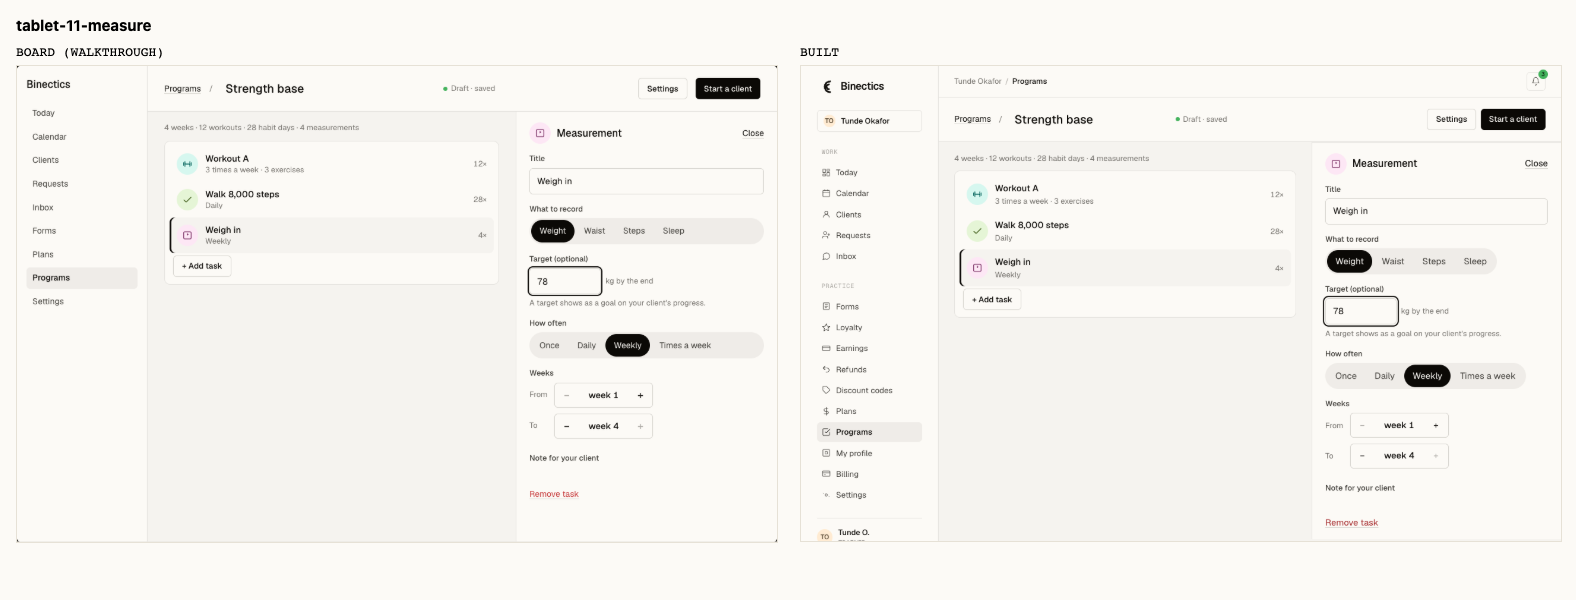 tablet-11-measure
BOARD (WALKTHROUGH)
Binectics
Today
Calendar
Clients
Requests
Inbox
Forms
Plans
Programs
Settings
Programs / Strength base
Draft · saved
Settings
Start a client
4 weeks · 12 workouts · 28 habit days · 4 measurements
Workout A
3 times a week · 3 exercises
12×
Walk 8,000 steps
Daily
28×
Weigh in
Weekly
4×
+ Add task
Measurement
Close
Title
Weigh in
What to record
Weight Waist Steps Sleep
Target (optional)
78 kg by the end
A target shows as a goal on your client's progress.
How often
Once Daily Weekly Times a week
Weeks
From − week 1 +
To − week 4 +
Note for your client
Remove task
BUILT
Binectics
TO Tunde Okafor
WORK
Today
Calendar
Clients
Requests
Inbox
PRACTICE
Forms
Loyalty
Earnings
Refunds
Discount codes
Plans
Programs
My profile
Billing
Settings
TO Tunde O.
Tunde Okafor / Programs
3
Programs / Strength base
Draft · saved
Settings
Start a client
4 weeks · 12 workouts · 28 habit days · 4 measurements
Workout A
3 times a week · 3 exercises
12×
Walk 8,000 steps
Daily
28×
Weigh in
Weekly
4×
+ Add task
Measurement
Close
Title
Weigh in
What to record
Weight Waist Steps Sleep
Target (optional)
78 kg by the end
A target shows as a goal on your client's progress.
How often
Once Daily Weekly Times a week
Weeks
From − week 1 +
To − week 4 +
Note for your client
Remove task